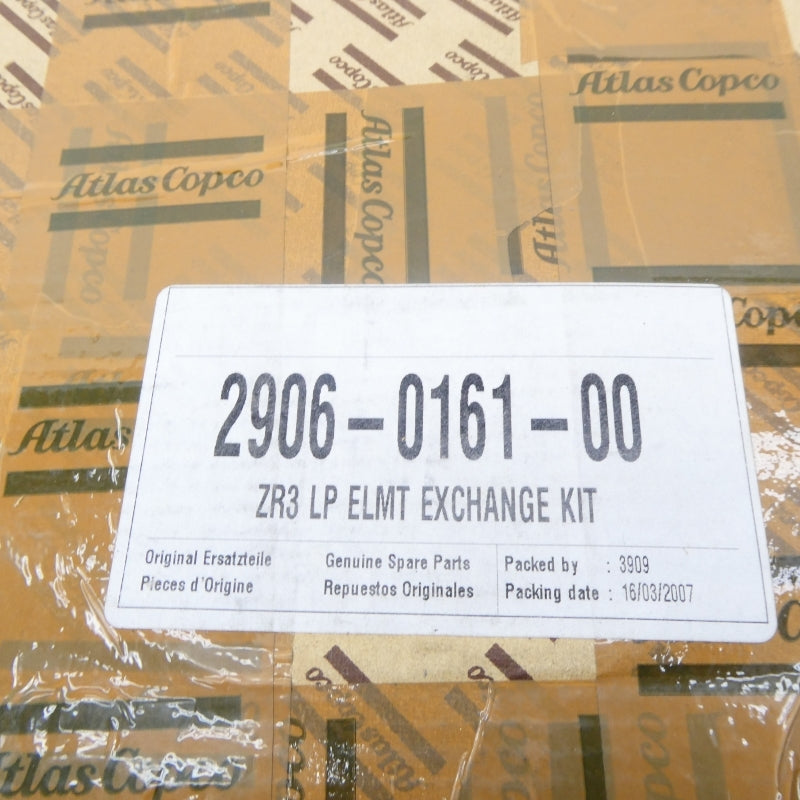 Atlas Copco
Atlas Copco
Atlas Copco
Atlas Copco
Atlas
Copco
Atlas
2906-0161-00
ZR3 LP ELMT EXCHANGE KIT
Original Ersatzteile
Pieces d'Origine
Genuine Spare Parts
Repuestos Originales
Packed by : 3909
Packing date : 16/03/2007
Atlas Copco